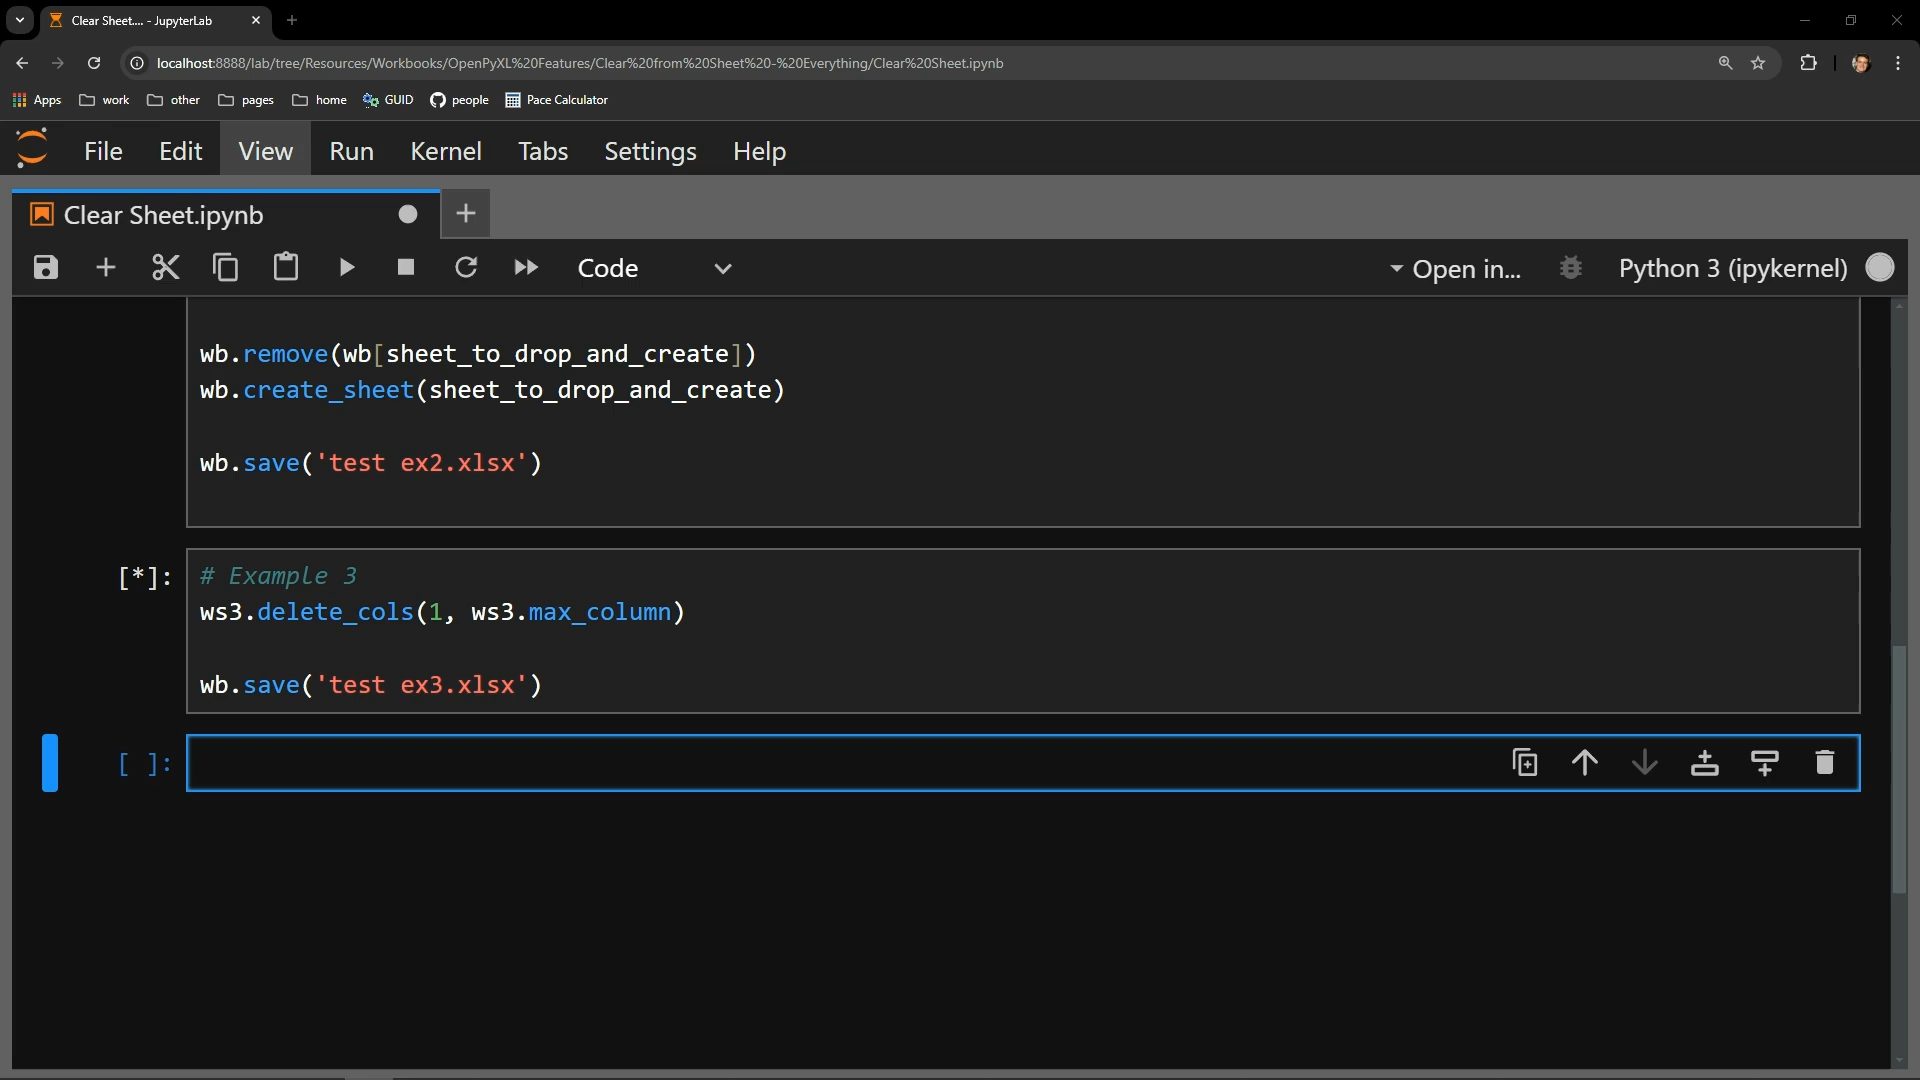 Clear Sheet.... - JupyterLab
localhost:8888/lab/tree/Resources/Workbooks/OpenPyXL%20Features/Clear%20from%20Sheet%20-%20Everything/Clear%20Sheet.ipynb
Apps work other pages home GUID people Pace Calculator
File Edit View Run Kernel Tabs Settings Help
Clear Sheet.ipynb
Code Open in... Python 3 (ipykernel)
wb.remove(wb[sheet_to_drop_and_create])
wb.create_sheet(sheet_to_drop_and_create)
wb.save('test ex2.xlsx')
[*]: # Example 3
ws3.delete_cols(1, ws3.max_column)
wb.save('test ex3.xlsx')
[ ]: